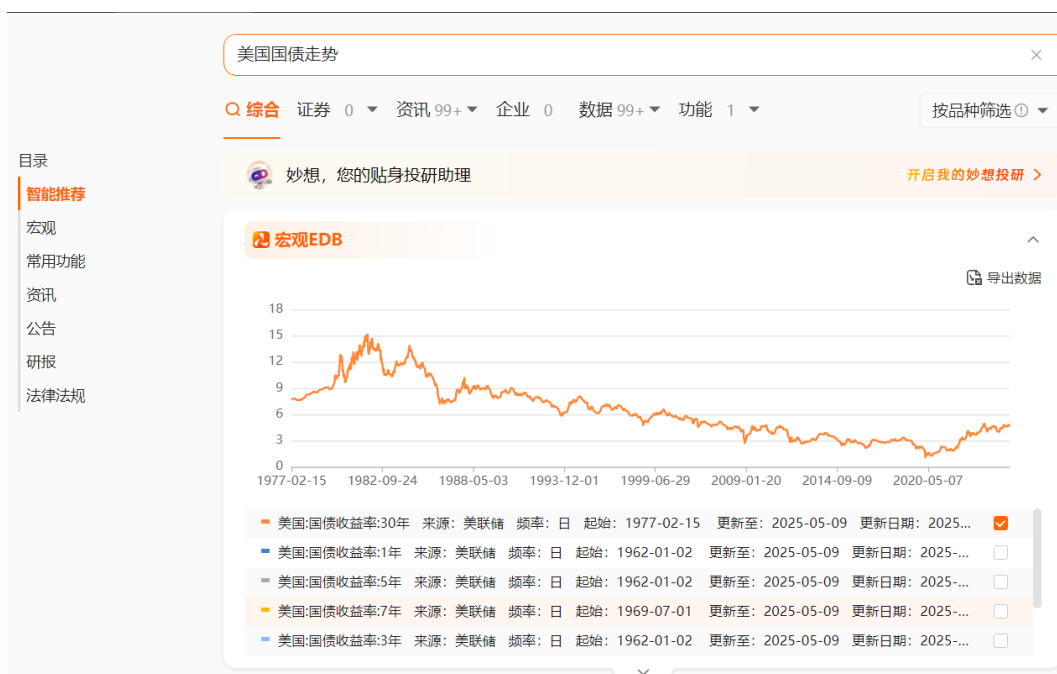 美国国债走势
综合 证券 0 资讯 99+ 企业 0 数据 99+ 功能 1 按品种筛选
目录
智能推荐
宏观
常用功能
资讯
公告
研报
法律法规
妙想，您的贴身投研助理 开启我的妙想投研
宏观EDB
导出数据
18
15
12
9
6
3
0
1977-02-15 1982-09-24 1988-05-03 1993-12-01 1999-06-29 2009-01-20 2014-09-09 2020-05-07
美国:国债收益率:30年 来源：美联储 频率：日 起始：1977-02-15 更新至：2025-05-09 更新日期：2025...
美国:国债收益率:1年 来源：美联储 频率：日 起始：1962-01-02 更新至：2025-05-09 更新日期：2025-...
美国:国债收益率:5年 来源：美联储 频率：日 起始：1962-01-02 更新至：2025-05-09 更新日期：2025-...
美国:国债收益率:7年 来源：美联储 频率：日 起始：1969-07-01 更新至：2025-05-09 更新日期：2025-...
美国:国债收益率:3年 来源：美联储 频率：日 起始：1962-01-02 更新至：2025-05-09 更新日期：2025-...